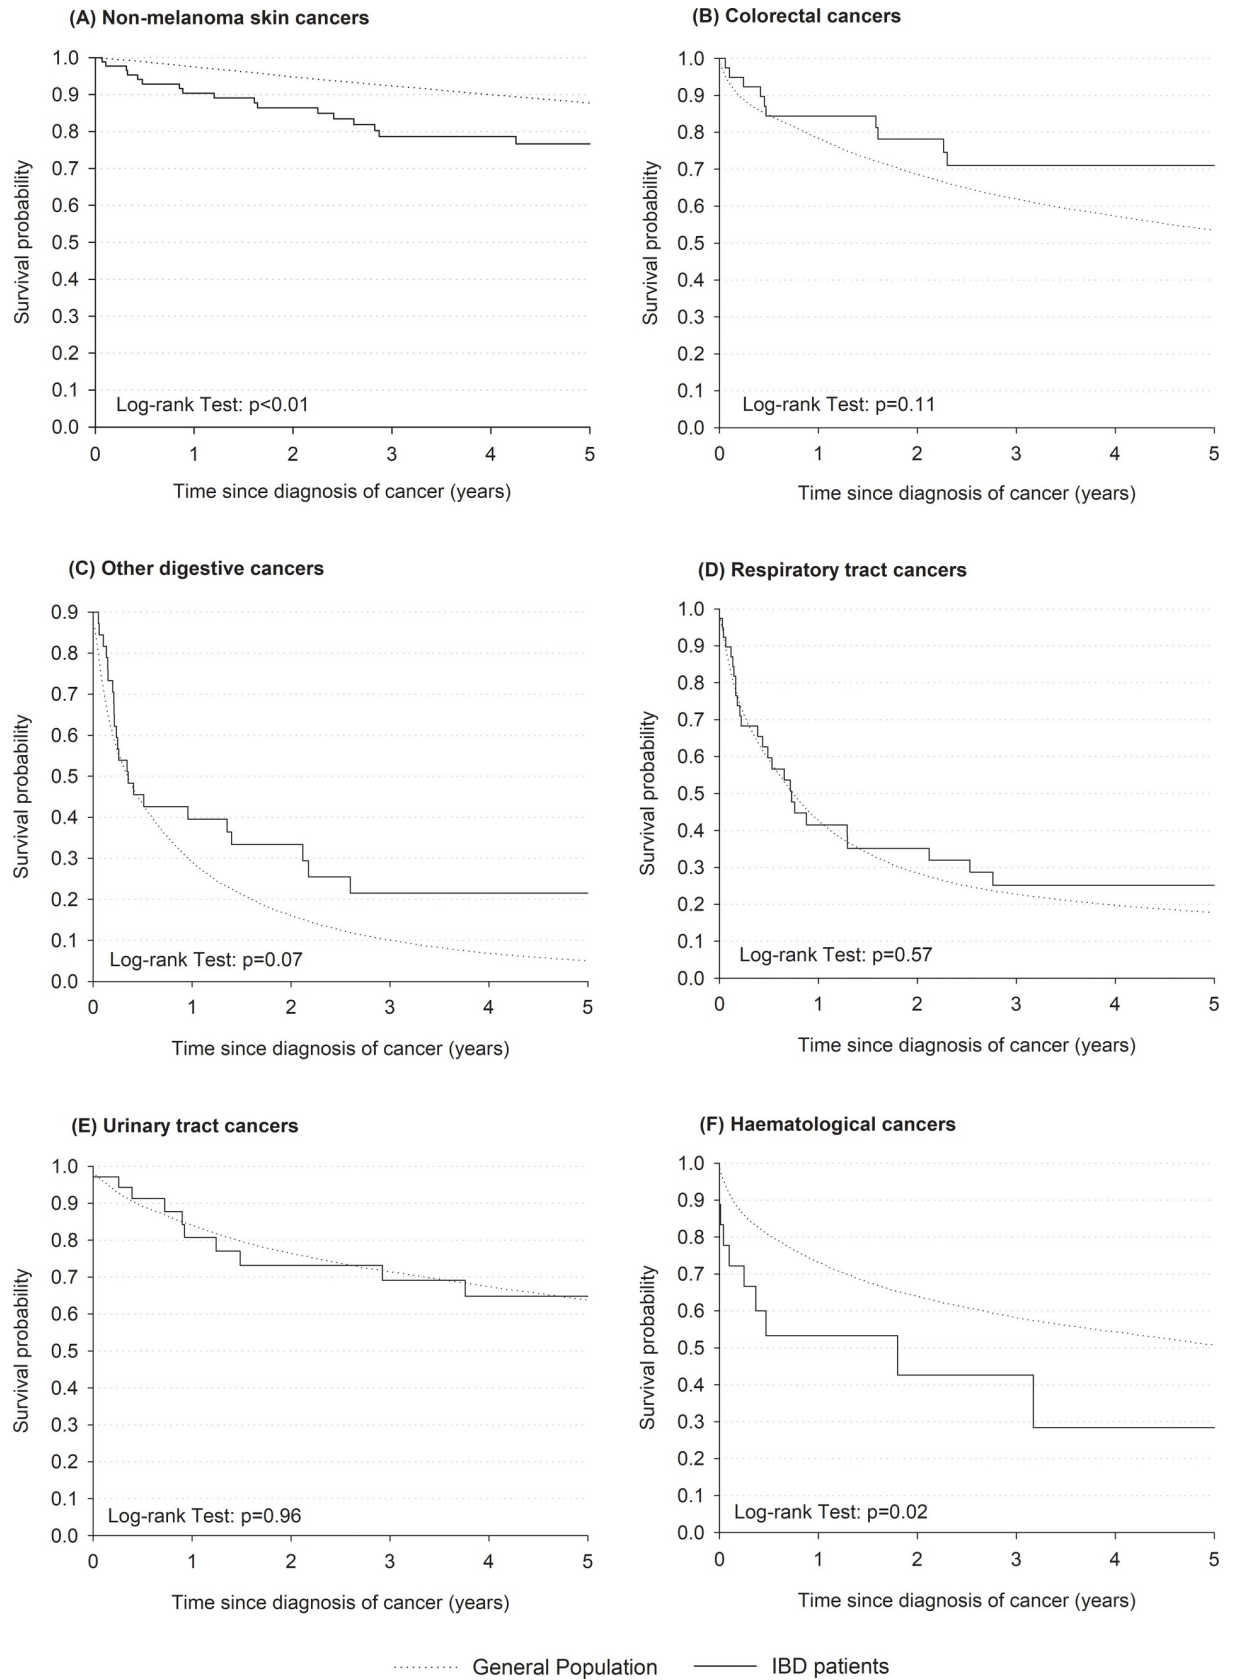 (A) Non-melanoma skin cancers
1.0
0.9
0.8
0.7
0.6
0.5
0.4
0.3
0.2
0.1
0.0
Survival probability
Log-rank Test: p<0.01
0 1 2 3 4 5
Time since diagnosis of cancer (years)
(B) Colorectal cancers
1.0
0.9
0.8
0.7
0.6
0.5
0.4
0.3
0.2
0.1
0.0
Survival probability
Log-rank Test: p=0.11
0 1 2 3 4 5
Time since diagnosis of cancer (years)
(C) Other digestive cancers
0.9
0.8
0.7
0.6
0.5
0.4
0.3
0.2
0.1
0.0
Survival probability
Log-rank Test: p=0.07
0 1 2 3 4 5
Time since diagnosis of cancer (years)
(D) Respiratory tract cancers
1.0
0.9
0.8
0.7
0.6
0.5
0.4
0.3
0.2
0.1
0.0
Survival probability
Log-rank Test: p=0.57
0 1 2 3 4 5
Time since diagnosis of cancer (years)
(E) Urinary tract cancers
1.0
0.9
0.8
0.7
0.6
0.5
0.4
0.3
0.2
0.1
0.0
Survival probability
Log-rank Test: p=0.96
0 1 2 3 4 5
Time since diagnosis of cancer (years)
(F) Haematological cancers
1.0
0.9
0.8
0.7
0.6
0.5
0.4
0.3
0.2
0.1
0.0
Survival probability
Log-rank Test: p=0.02
0 1 2 3 4 5
Time since diagnosis of cancer (years)
General Population IBD patients